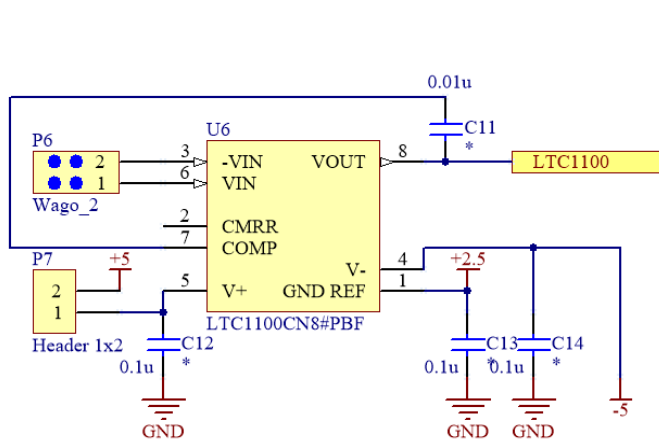 0.01u
P6
U6
C11
*
2
3
-VIN
VOUT
8
LTC1100
1
6
VIN
Wago_2
2
CMRR
7
COMP
P7
+5
4
+2.5
V-
2
5
V+
GND REF
1
1
LTC1100CN8#PBF
Header 1x2
C12
C13
C14
*
*
*
0.1u
0.1u
0.1u
-5
GND
GND
GND